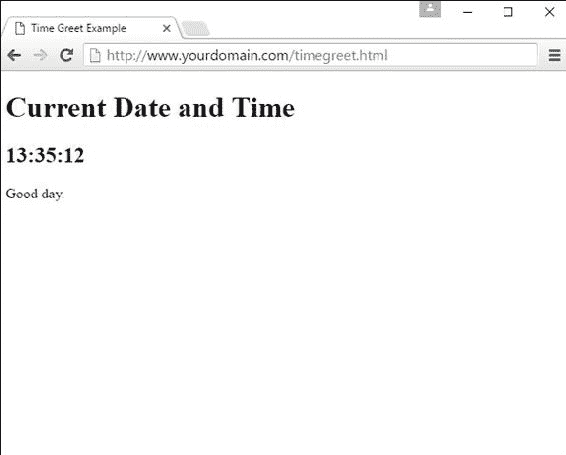 Time Greet Example
http://www.yourdomain.com/timegreet.html
Current Date and Time
13:35:12
Good day